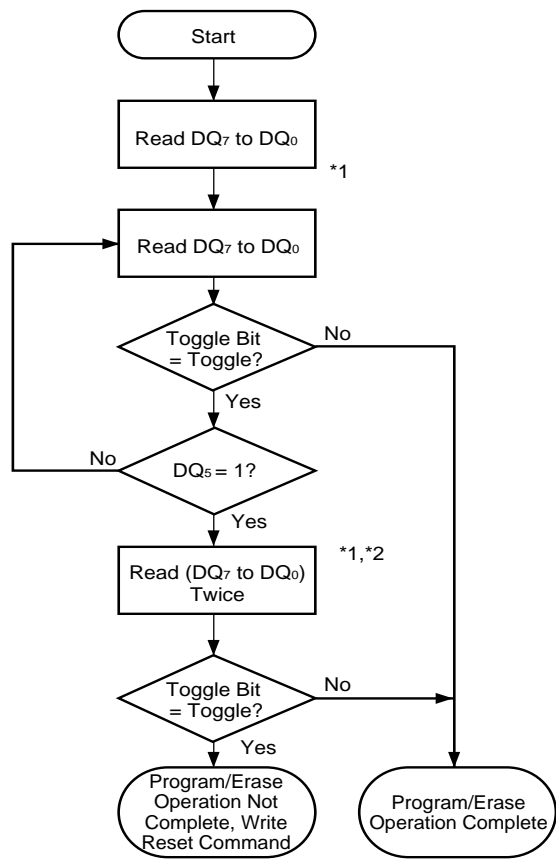 Start
Read DQ₇ to DQ₀
*1
Read DQ₇ to DQ₀
Toggle Bit
= Toggle?
No
Yes
No
DQ₅ = 1?
Yes
Read (DQ₇ to DQ₀)
Twice
*1,*2
Toggle Bit
= Toggle?
No
Yes
Program/Erase
Operation Not
Complete, Write
Reset Command
Program/Erase
Operation Complete